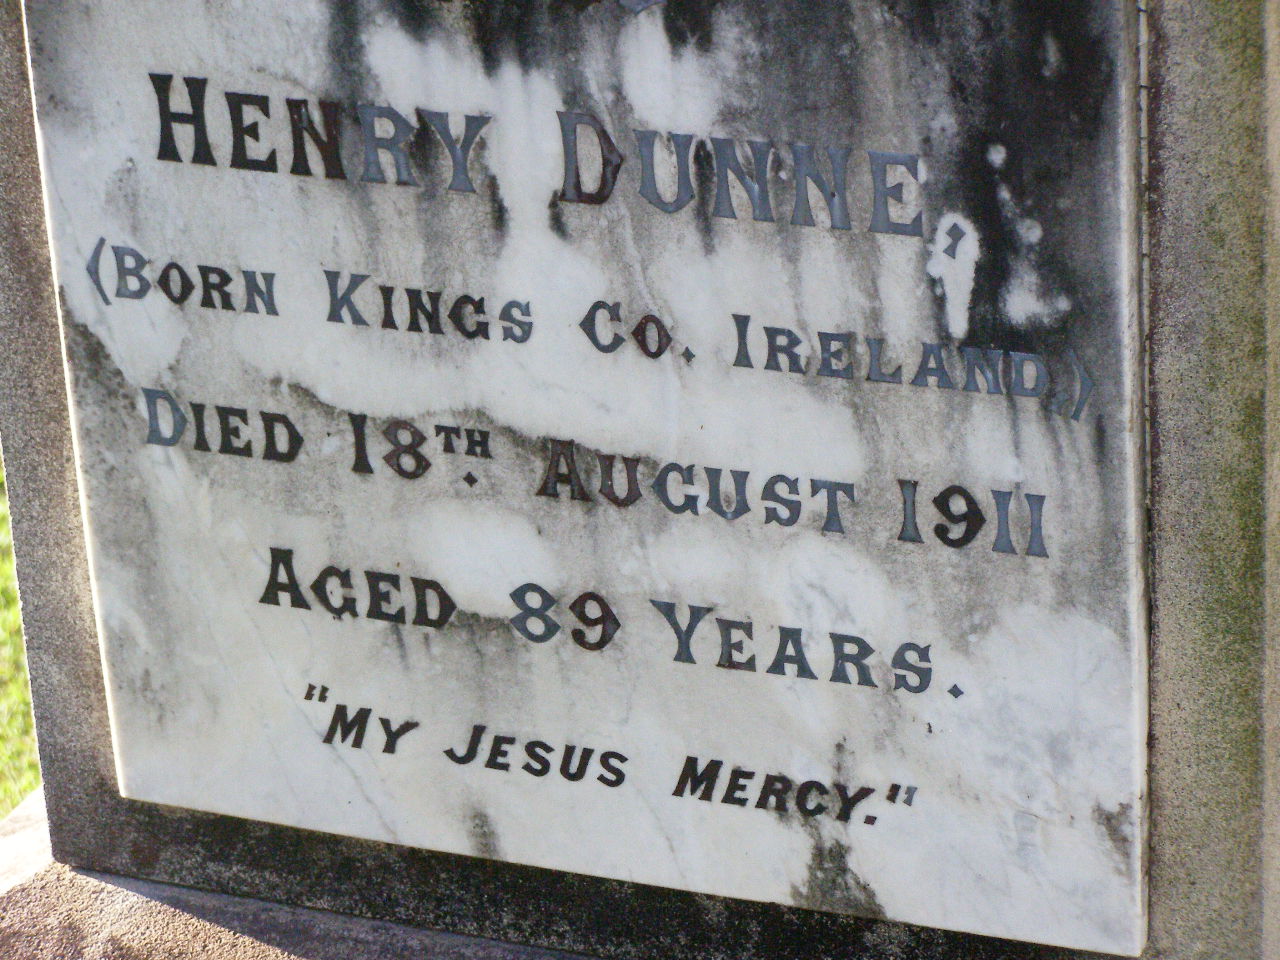 HENRY DUNNE,
(BORN KINGS CO. IRELAND,)
DIED 18TH. AUGUST 1911
AGED 89 YEARS.
"MY JESUS MERCY."